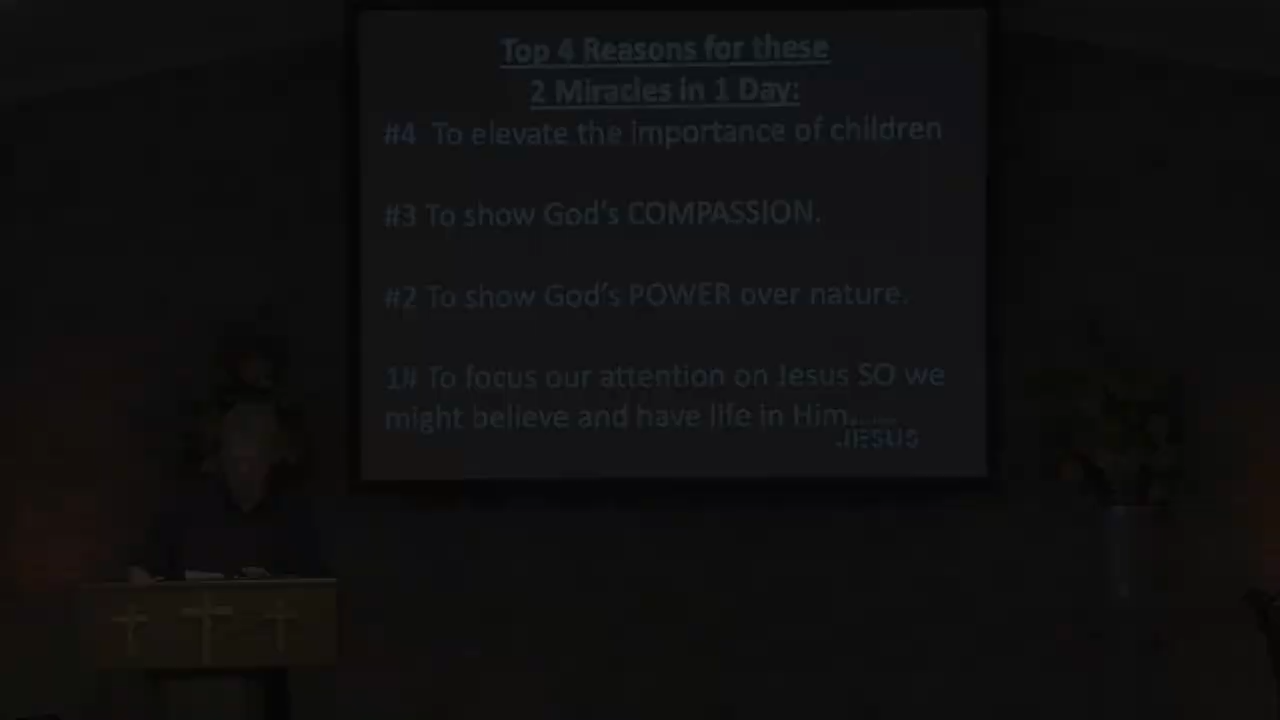 Top 4 Reasons for these
2 Miracles in 1 Day:
#4 To elevate the importance of children
#3 To show God's COMPASSION.
#2 To show God's POWER over nature.
1# To focus our attention on Jesus SO we
might believe and have life in Him.....
JESUS